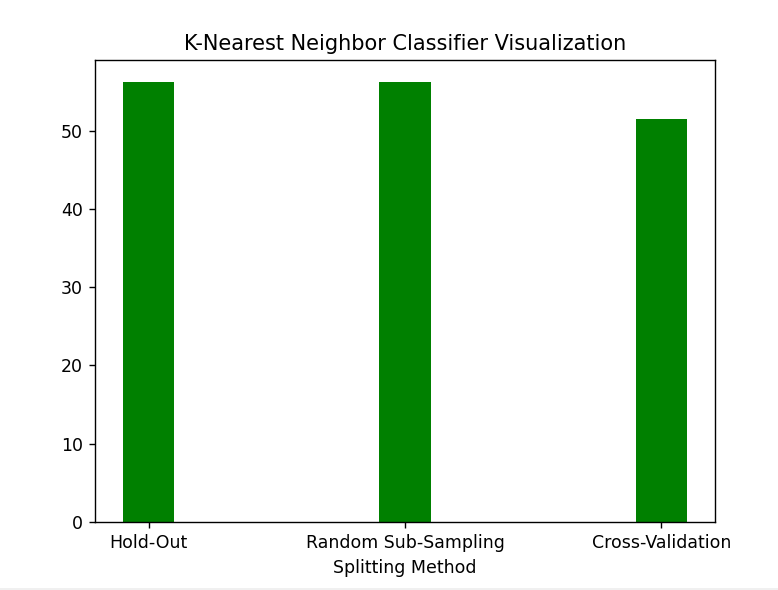 K-Nearest Neighbor Classifier Visualization
50
40
30
20
10
0
Hold-Out Random Sub-Sampling Cross-Validation
Splitting Method